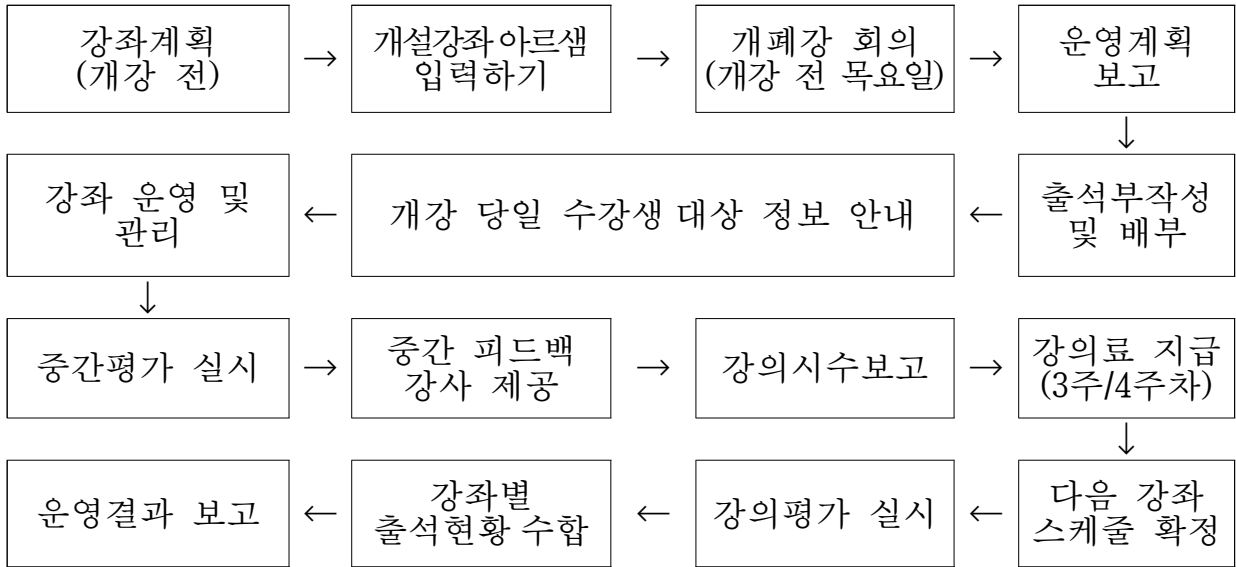 강좌계획
(개강 전)
→
개설강좌 아르샘
입력하기
→
개폐강 회의
(개강 전 목요일)
→
운영계획
보고
↓
출석부작성
및 배부
←
개강 당일 수강생 대상 정보 안내
←
강좌 운영 및
관리
↓
중간평가 실시
→
중간 피드백
강사 제공
→
강의시수보고
→
강의료 지급
(3주/4주차)
↓
다음 강좌
스케줄 확정
←
강의평가 실시
←
강좌별
출석현황 수합
←
운영결과 보고